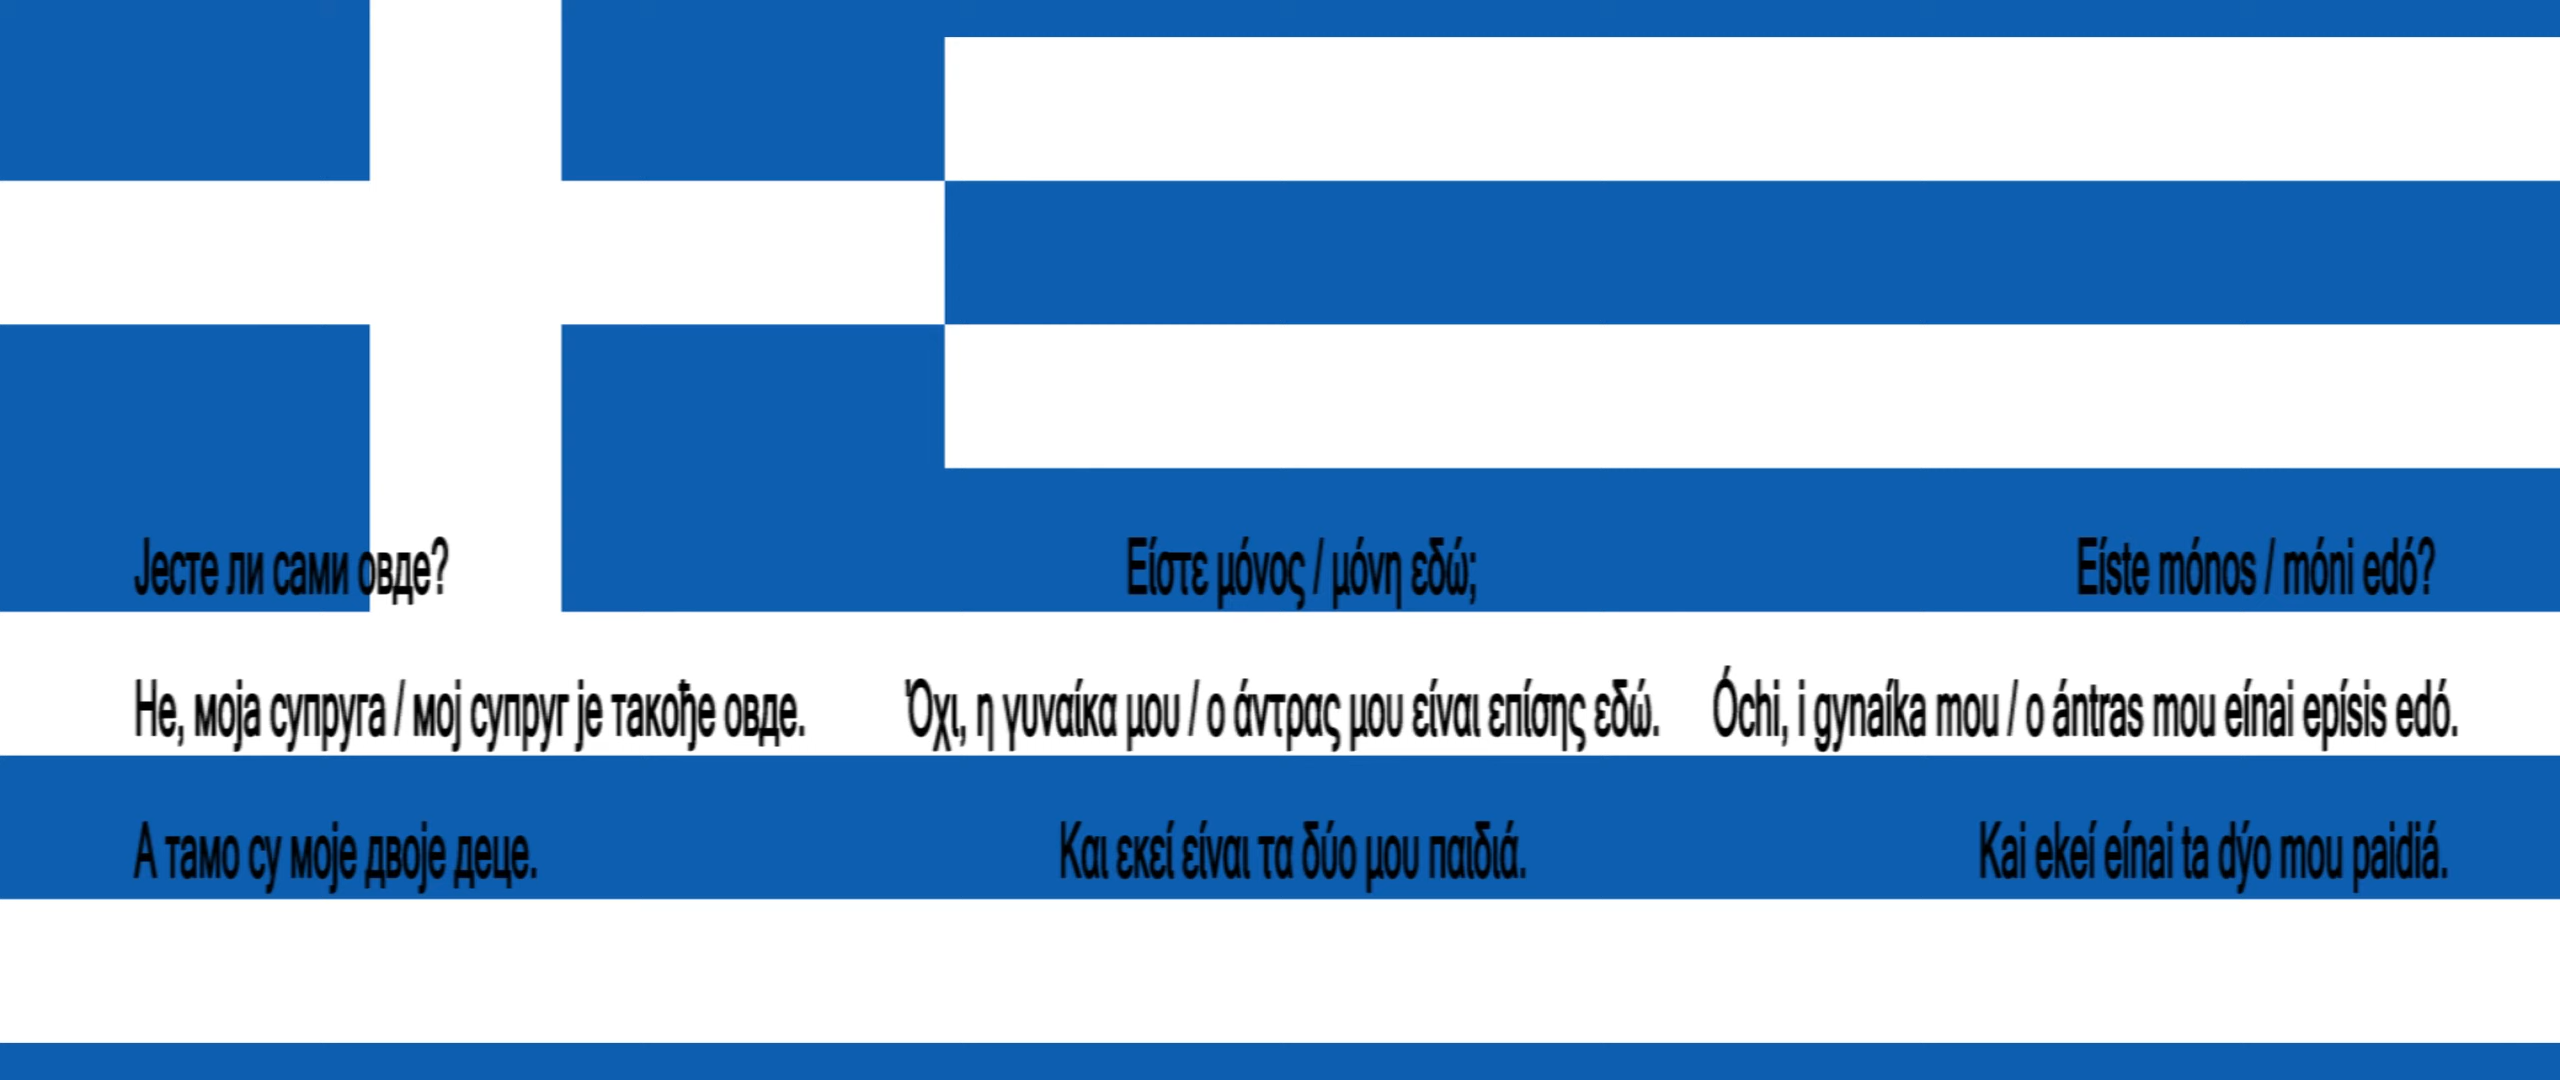 Јесте ли сами овде? Είστε μόνος / μόνη εδώ; Eíste mónos / móni edó?
Не, моја супруга / мој супруг је такође овде. Όχι, η γυναίκα μου / ο άντρας μου είναι επίσης εδώ. Óchi, i gynaíka mou / o ántras mou eínai epísis edó.
А тамо су моје двоје деце. Και εκεί είναι τα δύο μου παιδιά. Kai ekeí eínai ta dýo mou paidiá.